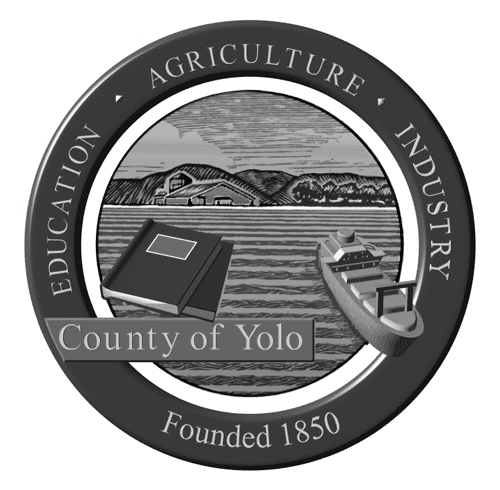 EDUCATION • AGRICULTURE • INDUSTRY
County of Yolo
Founded 1850